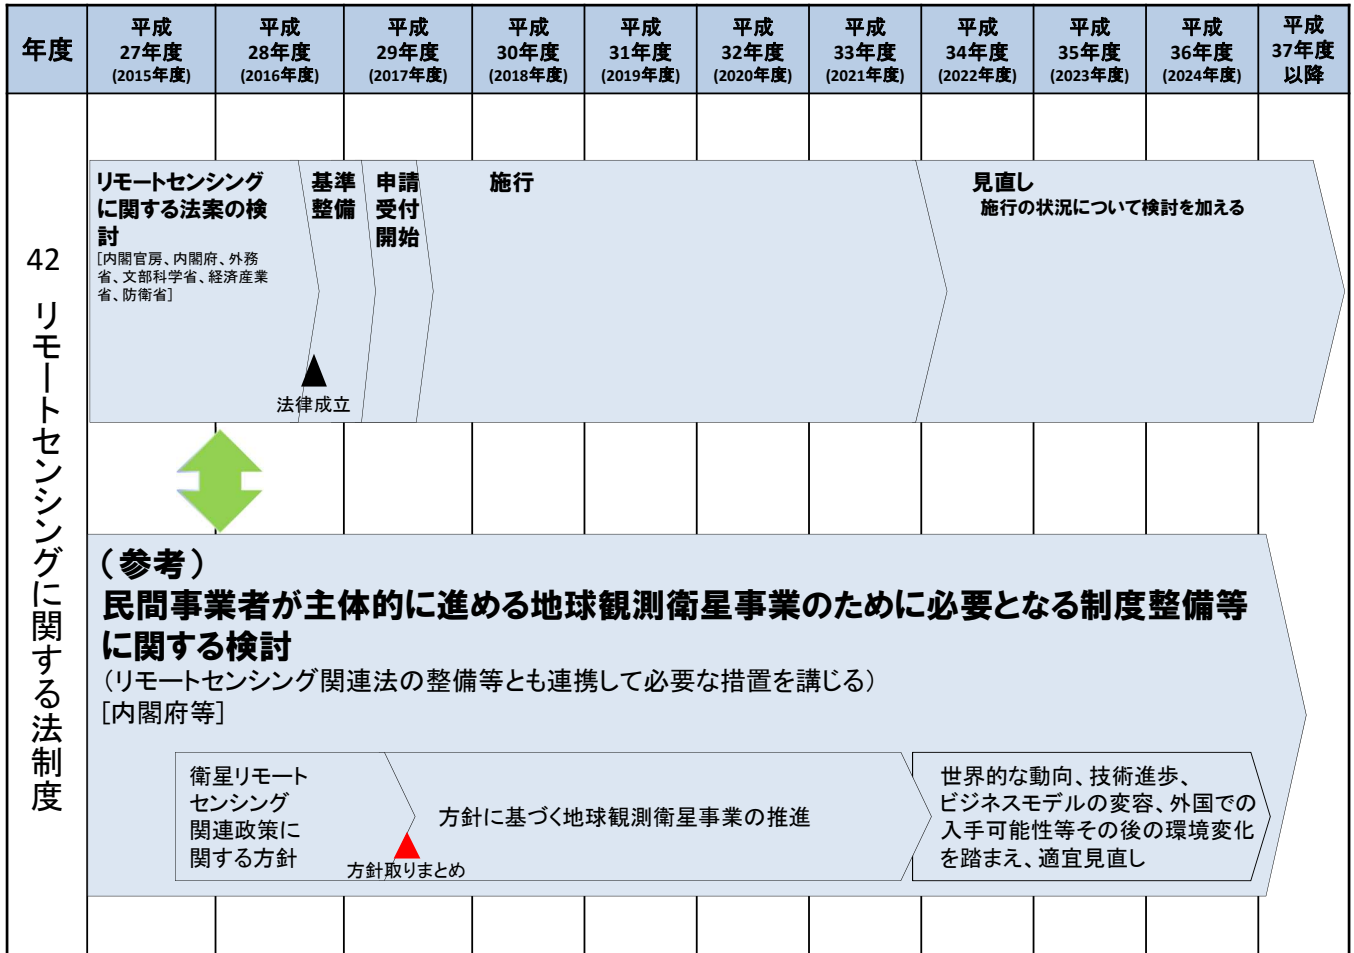 年度
平成
27年度
(2015年度)
平成
28年度
(2016年度)
平成
29年度
(2017年度)
平成
30年度
(2018年度)
平成
31年度
(2019年度)
平成
32年度
(2020年度)
平成
33年度
(2021年度)
平成
34年度
(2022年度)
平成
35年度
(2023年度)
平成
36年度
(2024年度)
平成
37年度
以降
42 リモートセンシングに関する法制度
リモートセンシング
に関する法案の検
討
[内閣官房、内閣府、外務
省、文部科学省、経済産業
省、防衛省]
基準
整備
申請
受付
開始
施行
見直し
施行の状況について検討を加える
法律成立
（参考）
民間事業者が主体的に進める地球観測衛星事業のために必要となる制度整備等
に関する検討
（リモートセンシング関連法の整備等とも連携して必要な措置を講じる）
[内閣府等]
衛星リモート
センシング
関連政策に
関する方針
方針取りまとめ
方針に基づく地球観測衛星事業の推進
世界的な動向、技術進歩、
ビジネスモデルの変容、外国での
入手可能性等その後の環境変化
を踏まえ、適宜見直し